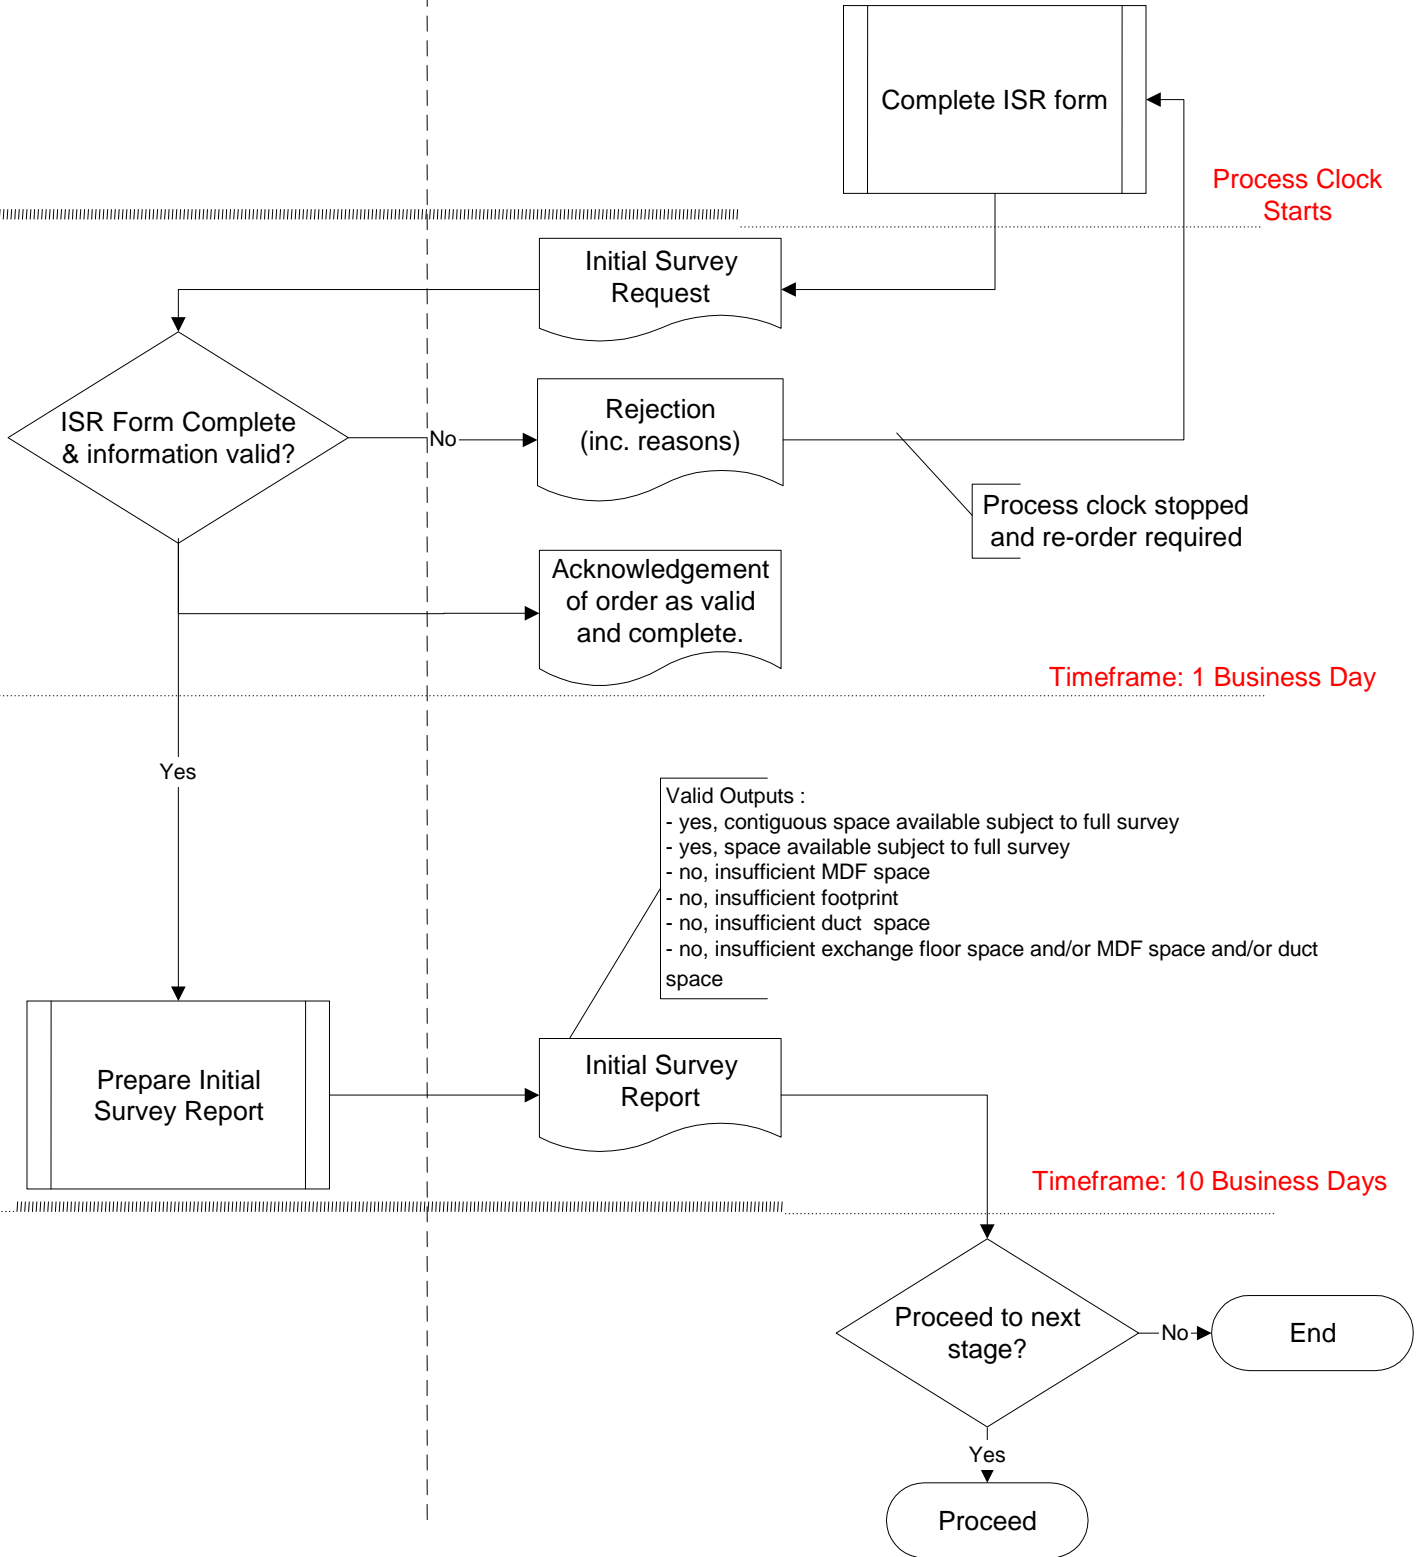 Complete ISR form
Process Clock
Starts
Initial Survey
Request
ISR Form Complete
& information valid?
No
Rejection
(inc. reasons)
Process clock stopped
and re-order required
Acknowledgement
of order as valid
and complete.
Timeframe: 1 Business Day
Yes
Valid Outputs :
- yes, contiguous space available subject to full survey
- yes, space available subject to full survey
- no, insufficient MDF space
- no, insufficient footprint
- no, insufficient duct  space
- no, insufficient exchange floor space and/or MDF space and/or duct
space
Prepare Initial
Survey Report
Initial Survey
Report
Timeframe: 10 Business Days
Proceed to next
stage?
No
End
Yes
Proceed